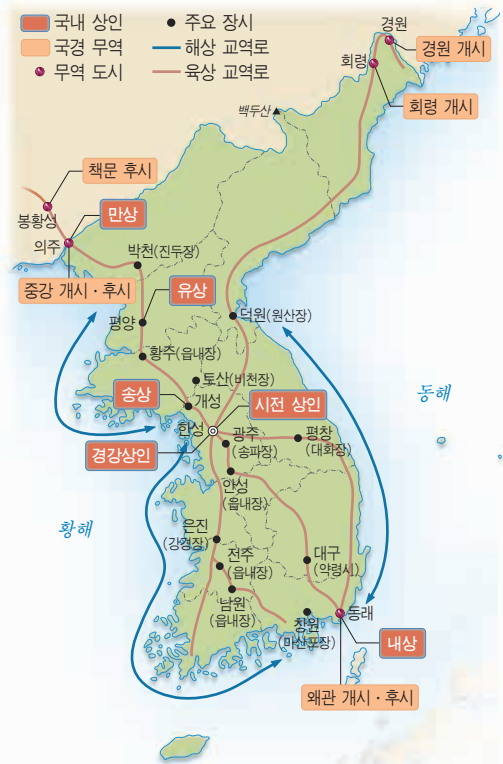 국내 상인
국경 무역
무역 도시
주요 장시
해상 교역로
육상 교역로
경원
경원 개시
회령
회령 개시
백두산
책문 후시
봉황성
만상
의주
박천(진두장)
중강 개시·후시
유상
덕원(원산장)
평양
황주(읍내장)
토산(비천장)
송상
개성
시전 상인
동해
한성
광주
(송파장)
평창
(대화장)
경강상인
안성
(읍내장)
황해
은진
(강경장)
전주
(읍내장)
대구
(약령시)
남원
(읍내장)
창원
(마산포장)
동래
내상
왜관 개시·후시